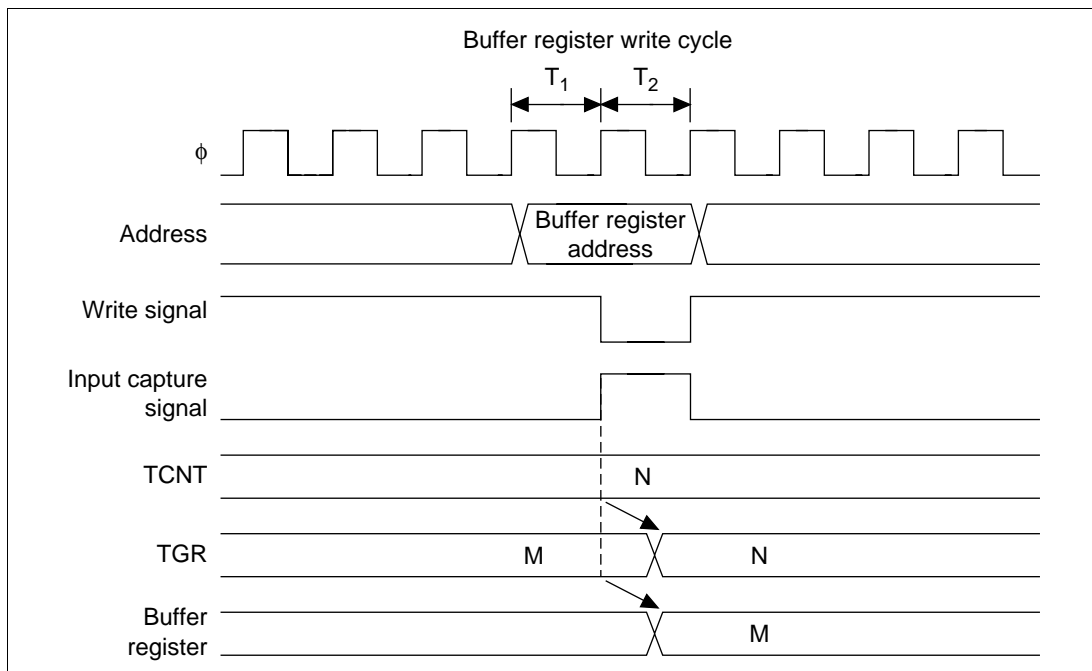 Buffer register write cycle
T₁ T₂
ϕ
Address
Buffer register
address
Write signal
Input capture
signal
TCNT
N
TGR
M N
Buffer
register
M